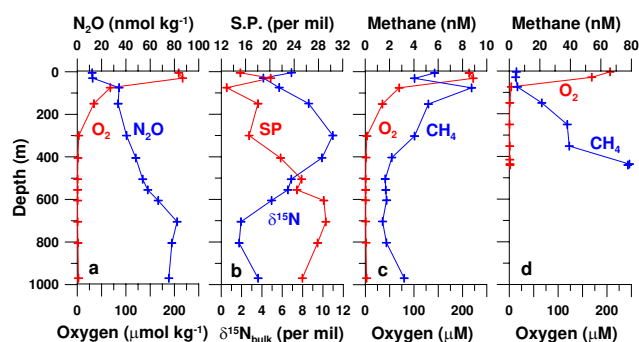 N₂O (nmol kg⁻¹) S.P. (per mil) Methane (nM) Methane (nM)
0 20 40 60 80 100 12 16 20 24 28 32 0 2 4 6 8 10 0 20 40 60 80
Depth (m)
0
200
400
600
800
1000
O₂ N₂O
SP
δ¹⁵N
O₂ CH₄
O₂
CH₄
a b c d
0 100 200 0 2 4 6 8 10 12 0 100 200 0 100 200
Oxygen (μmol kg⁻¹) δ¹⁵N_bulk (per mil) Oxygen (μM) Oxygen (μM)